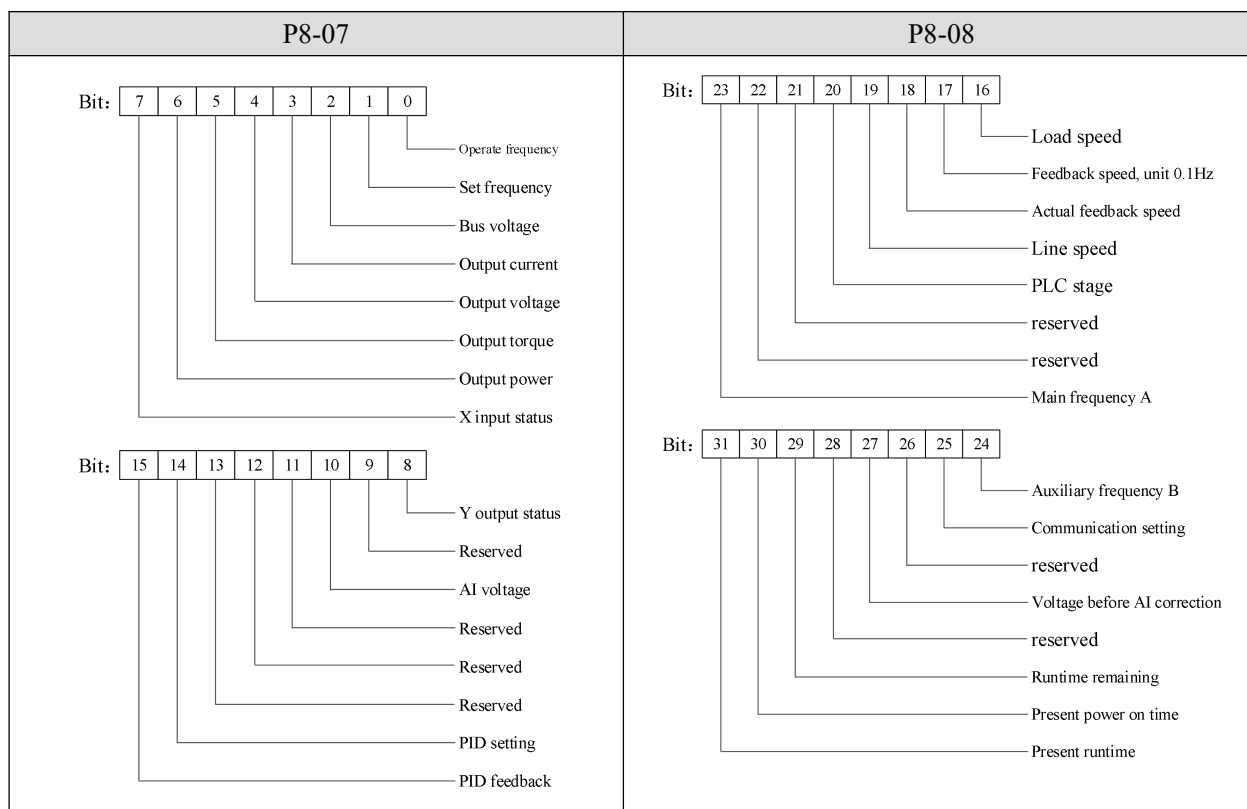 P8-07
Bit: 7 6 5 4 3 2 1 0
Operate frequency
Set frequency
Bus voltage
Output current
Output voltage
Output torque
Output power
X input status
Bit: 15 14 13 12 11 10 9 8
Y output status
Reserved
AI voltage
Reserved
Reserved
Reserved
PID setting
PID feedback
P8-08
Bit: 23 22 21 20 19 18 17 16
Load speed
Feedback speed, unit 0.1Hz
Actual feedback speed
Line speed
PLC stage
reserved
reserved
Main frequency A
Bit: 31 30 29 28 27 26 25 24
Auxiliary frequency B
Communication setting
reserved
Voltage before AI correction
reserved
Runtime remaining
Present power on time
Present runtime